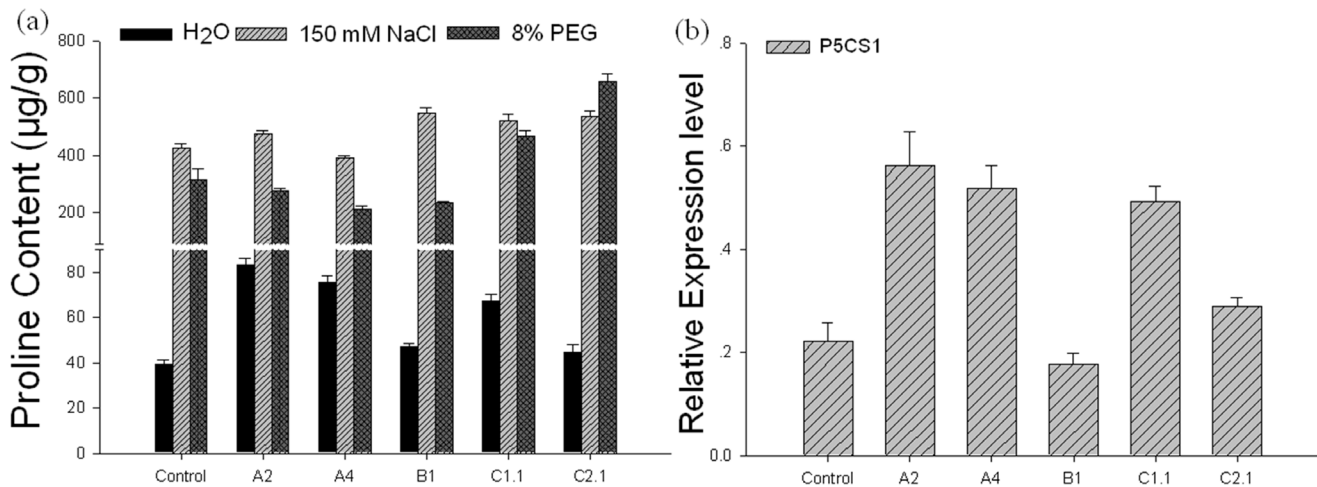 (a)
H2O 150 mM NaCl 8% PEG
Proline Content (µg/g)
800
600
400
200
80
60
40
20
0
Control A2 A4 B1 C1.1 C2.1
(b)
P5CS1
Relative Expression level
.8
.6
.4
.2
0.0
Control A2 A4 B1 C1.1 C2.1